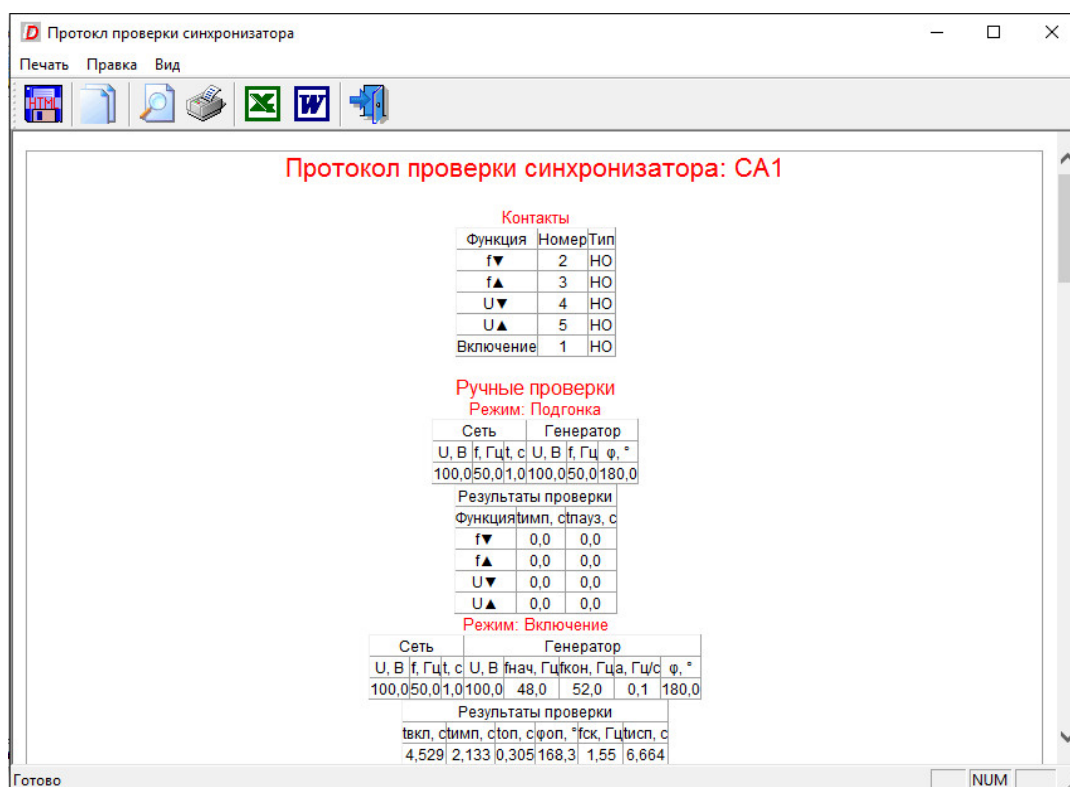 D Протокл проверки синхронизатора
Печать Правка Вид
HTML X W
Протокол проверки синхронизатора: СА1
Контакты
Функция Номер Тип
f▼ 2 НО
f▲ 3 НО
U▼ 4 НО
U▲ 5 НО
Включение 1 НО
Ручные проверки
Режим: Подгонка
Сеть Генератор
U, В f, Гц t, с U, В f, Гц φ, °
100,0 50,0 1,0 100,0 50,0 180,0
Результаты проверки
Функция tимп, с tпауз, с
f▼ 0,0 0,0
f▲ 0,0 0,0
U▼ 0,0 0,0
U▲ 0,0 0,0
Режим: Включение
Сеть Генератор
U, В f, Гц t, с U, В fнач, Гц fкон, Гц а, Гц/с φ, °
100,0 50,0 1,0 100,0 48,0 52,0 0,1 180,0
Результаты проверки
tвкл, с tимп, с tоп, с φоп, ° fск, Гц tисп, с
4,529 2,133 0,305 168,3 1,55 6,664
Готово NUM